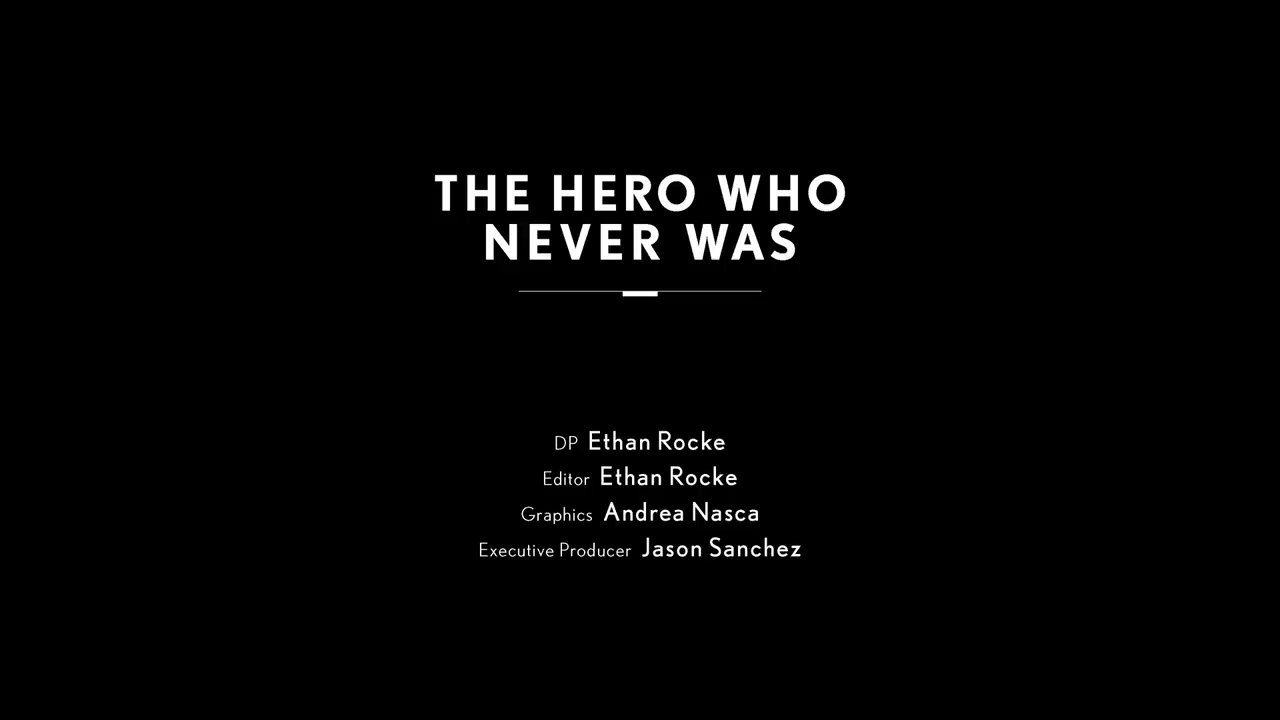 THE HERO WHO
NEVER WAS
DP Ethan Rocke
Editor Ethan Rocke
Graphics Andrea Nasca
Executive Producer Jason Sanchez